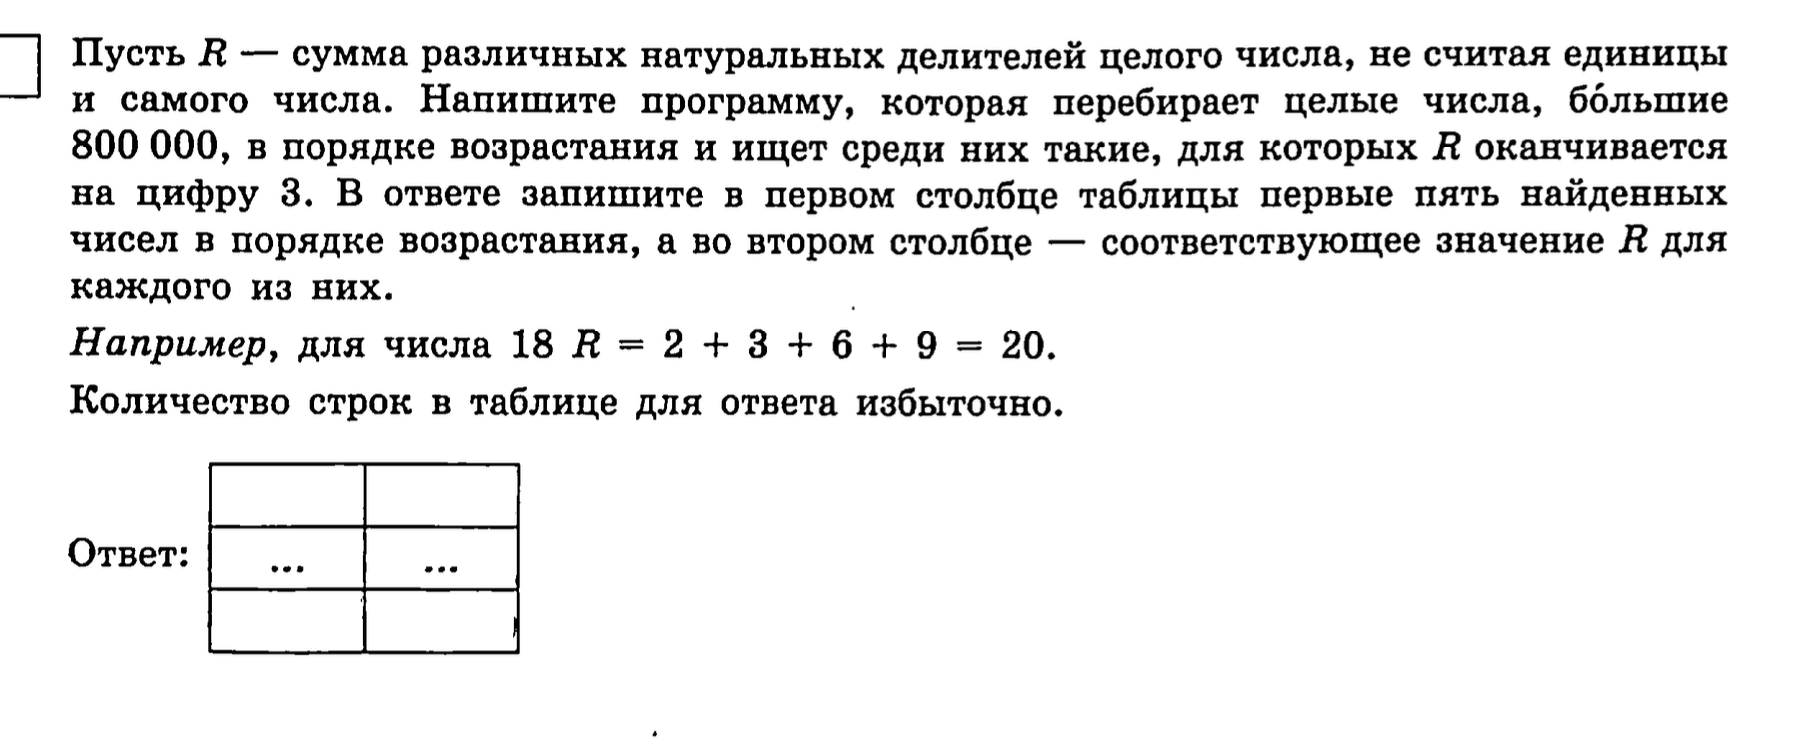 Пусть R — сумма различных натуральных делителей целого числа, не считая единицы
и самого числа. Напишите программу, которая перебирает целые числа, бо́льшие
800 000, в порядке возрастания и ищет среди них такие, для которых R оканчивается
на цифру 3. В ответе запишите в первом столбце таблицы первые пять найденных
чисел в порядке возрастания, а во втором столбце — соответствующее значение R для
каждого из них.
Например, для числа 18 R = 2 + 3 + 6 + 9 = 20.
Количество строк в таблице для ответа избыточно.
Ответ:
... ...